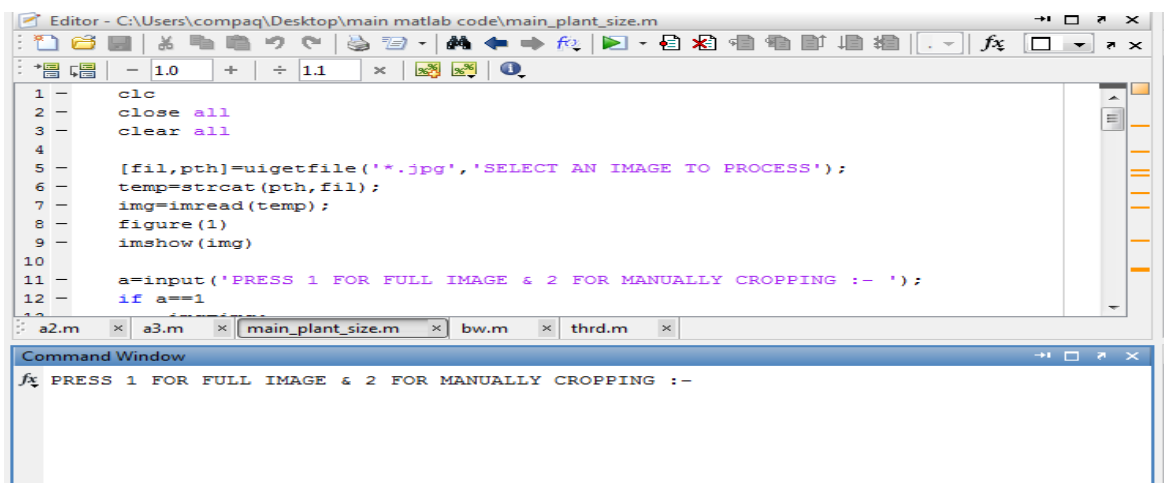 Editor - C:\Users\compaq\Desktop\main matlab code\main_plant_size.m
fx
- 1.0 + ÷ 1.1 ×
1 - clc
2 - close all
3 - clear all
4
5 - [fil,pth]=uigetfile('*.jpg','SELECT AN IMAGE TO PROCESS');
6 - temp=strcat(pth,fil);
7 - img=imread(temp);
8 - figure(1)
9 - imshow(img)
10
11 - a=input('PRESS 1 FOR FULL IMAGE & 2 FOR MANUALLY CROPPING :- ');
12 - if a==1
a2.m × a3.m × main_plant_size.m × bw.m × thrd.m ×
Command Window
fx PRESS 1 FOR FULL IMAGE & 2 FOR MANUALLY CROPPING :-